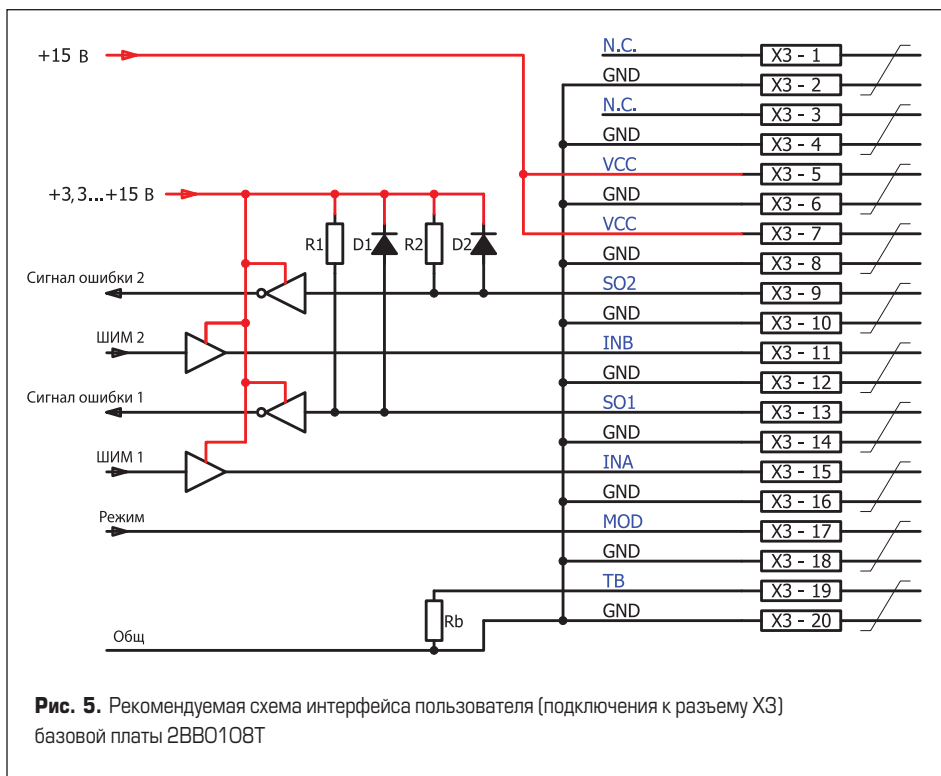 +15 В
N.C.
X3 - 1
GND
X3 - 2
N.C.
X3 - 3
GND
X3 - 4
VCC
X3 - 5
+3,3...+15 В
GND
X3 - 6
VCC
X3 - 7
R1
D1
R2
D2
GND
X3 - 8
Сигнал ошибки 2
SO2
X3 - 9
GND
X3 - 10
ШИМ 2
INB
X3 - 11
GND
X3 - 12
Сигнал ошибки 1
SO1
X3 - 13
GND
X3 - 14
ШИМ 1
INA
X3 - 15
GND
X3 - 16
Режим
MOD
X3 - 17
GND
X3 - 18
TB
X3 - 19
Rb
GND
X3 - 20
Общ
Рис. 5. Рекомендуемая схема интерфейса пользователя (подключения к разъему X3)
базовой платы 2BB0108T